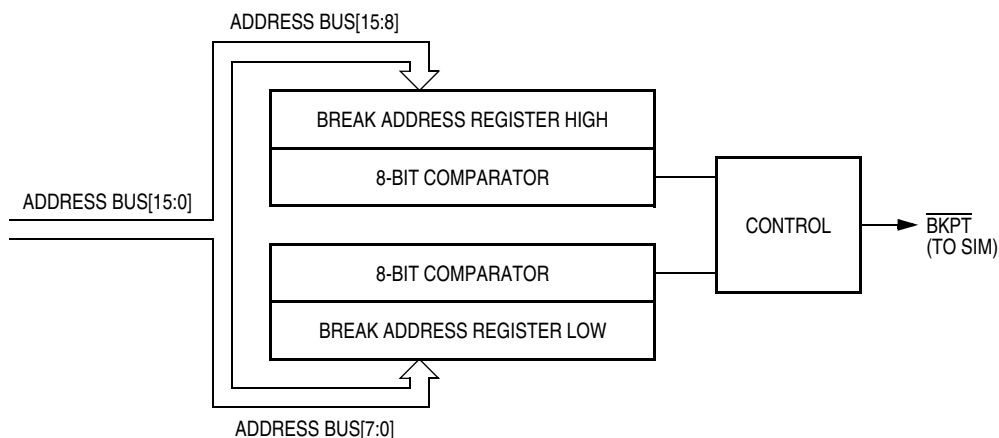 ADDRESS BUS[15:8]
BREAK ADDRESS REGISTER HIGH
8-BIT COMPARATOR
ADDRESS BUS[15:0]
CONTROL
BKPT
(TO SIM)
8-BIT COMPARATOR
BREAK ADDRESS REGISTER LOW
ADDRESS BUS[7:0]